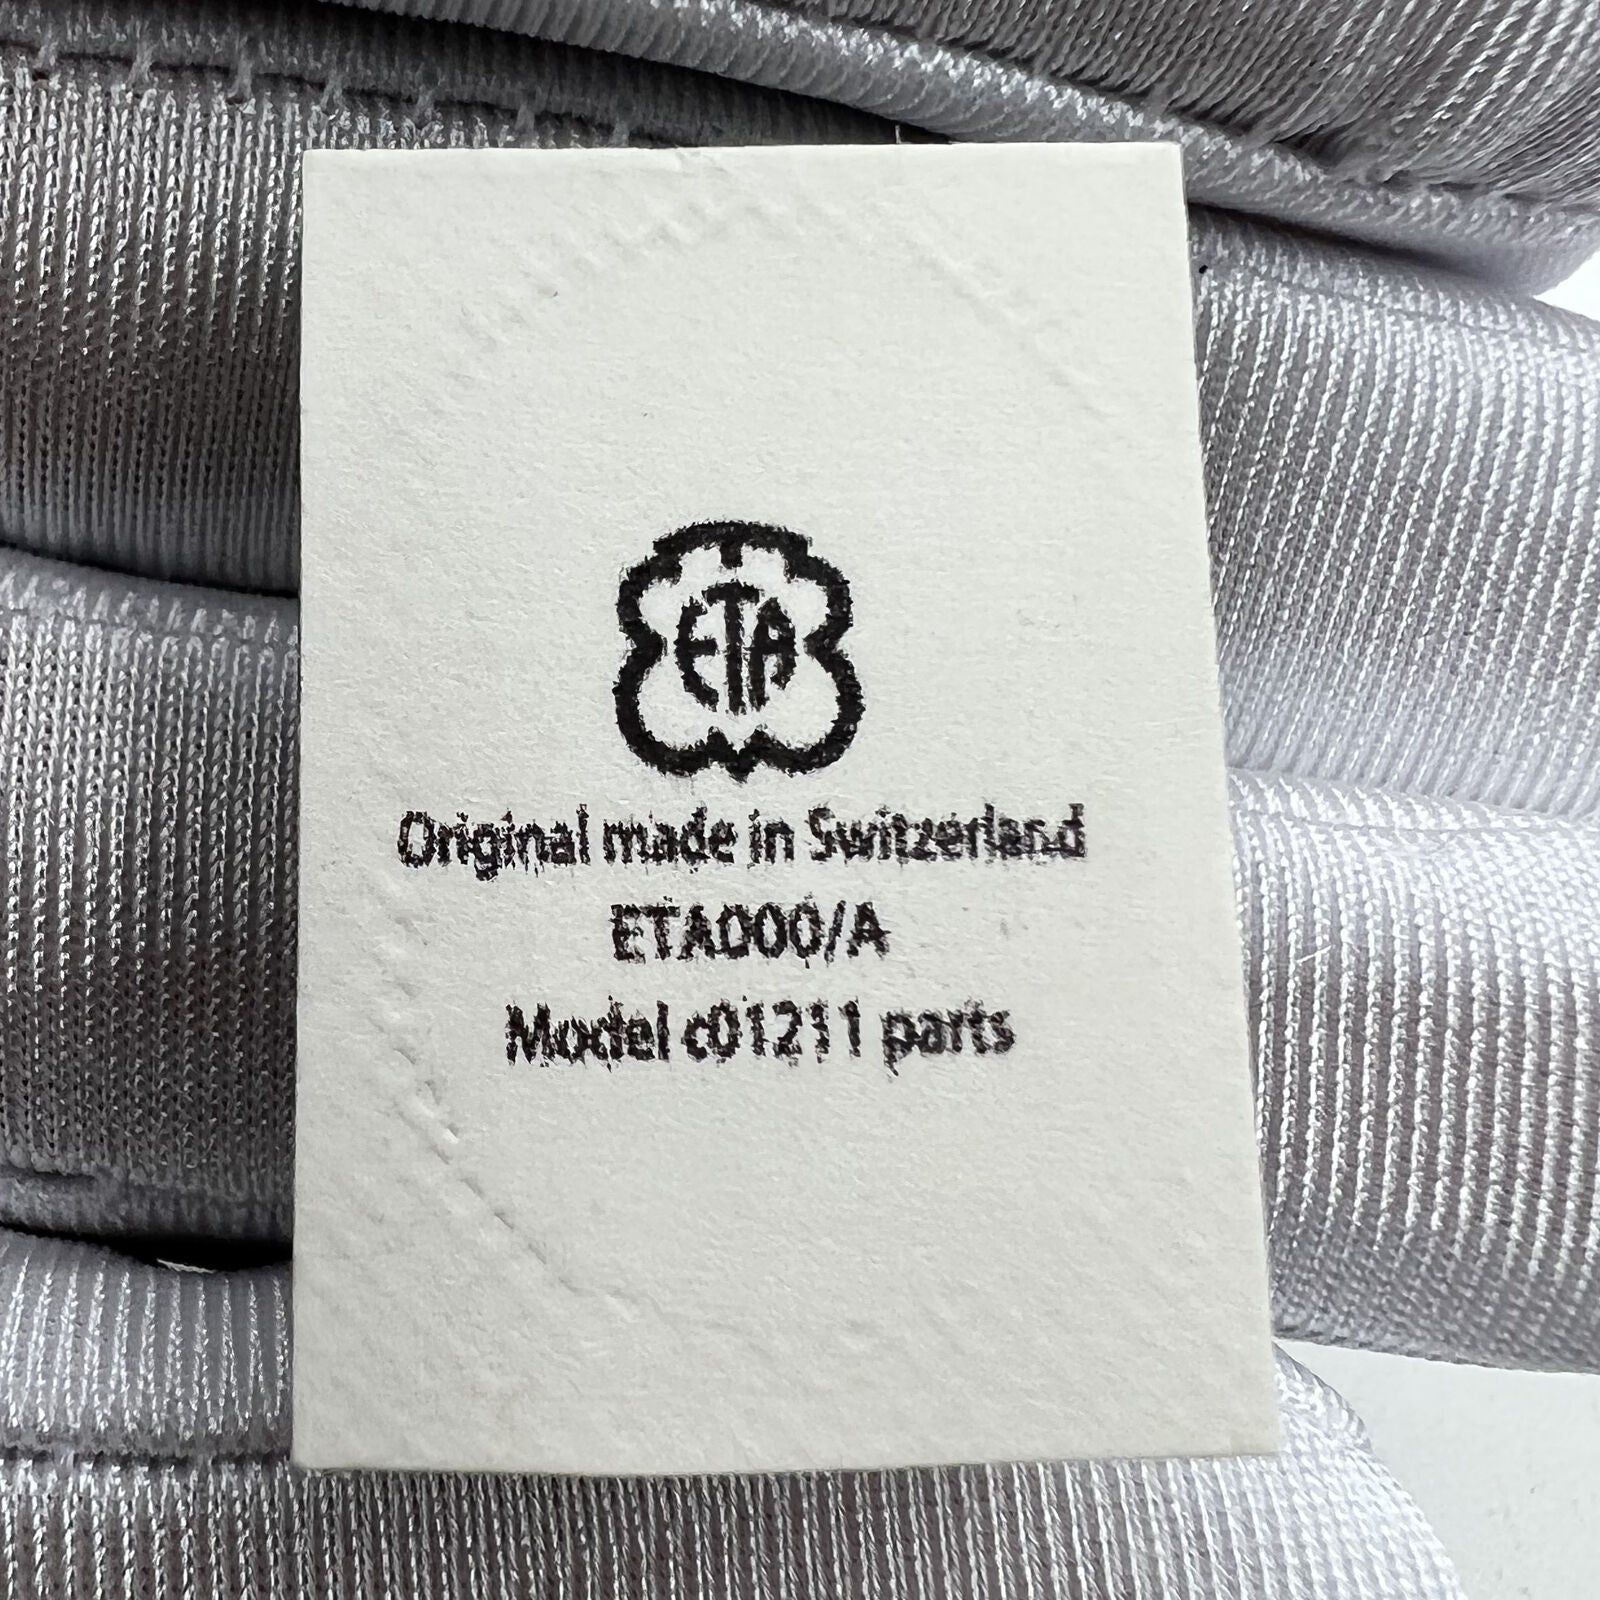 ETA
Original made in Switzerland
ETA000/A
Model c01211 parts